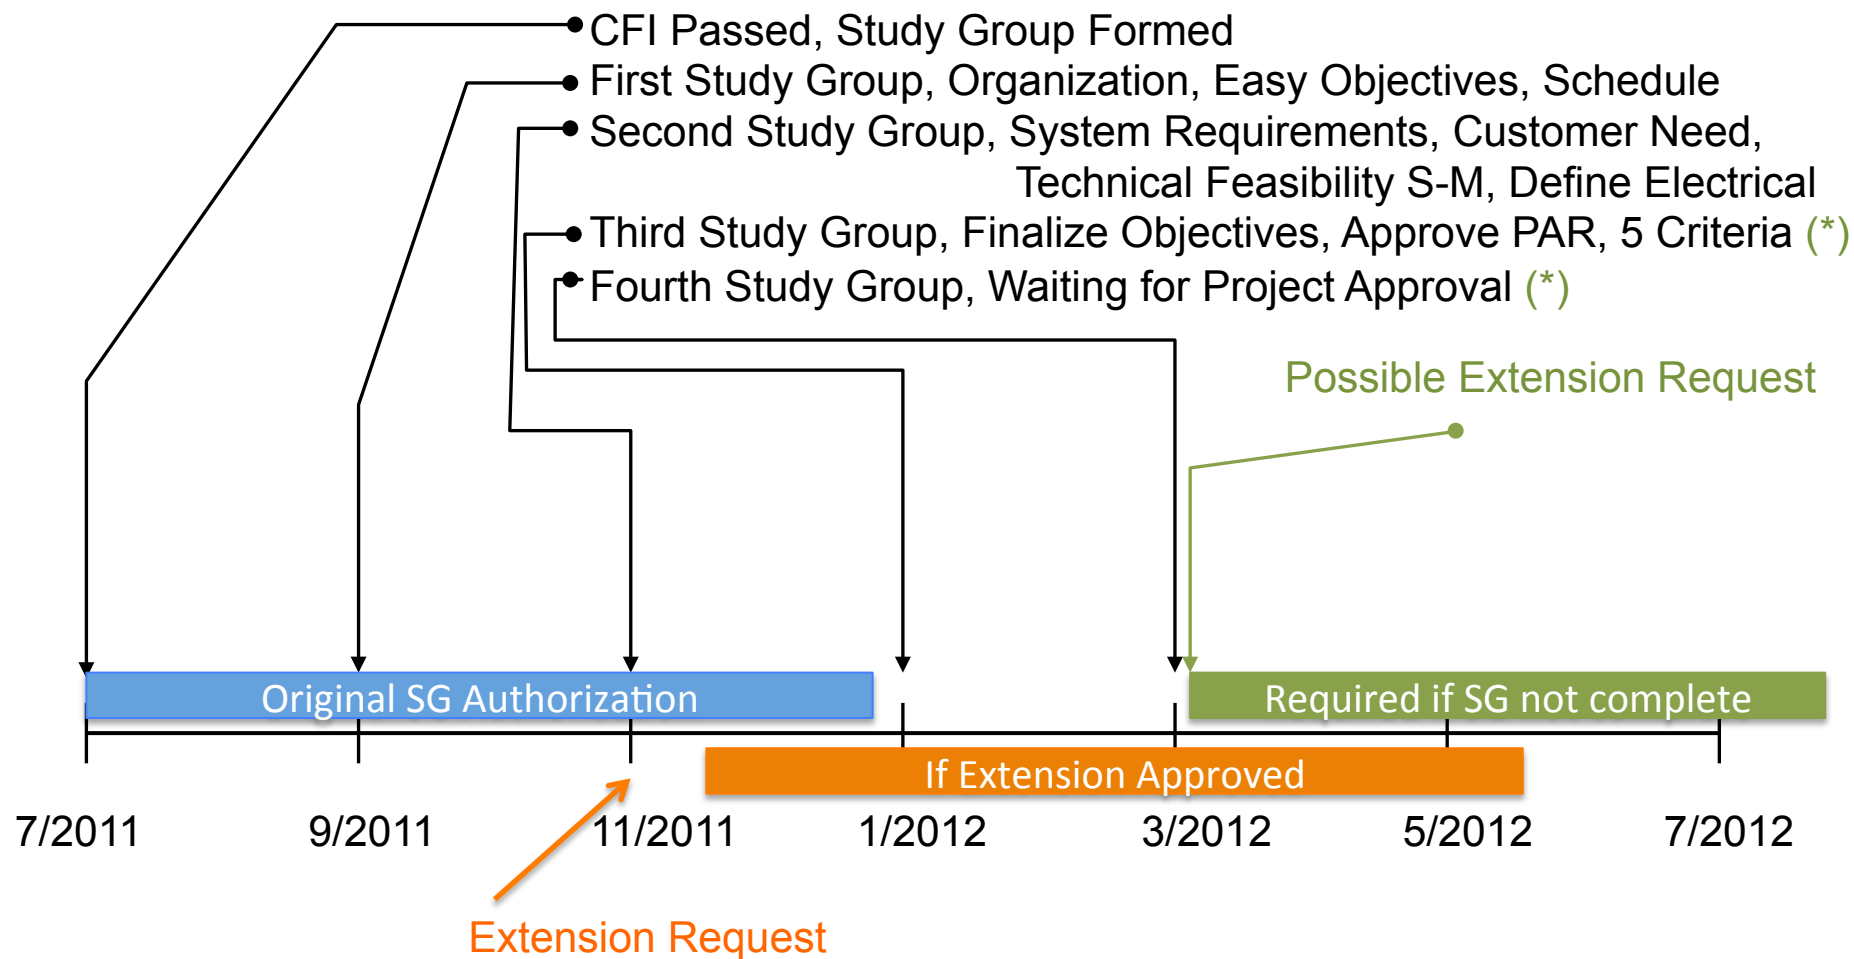 CFI Passed, Study Group Formed
First Study Group, Organization, Easy Objectives, Schedule
Second Study Group, System Requirements, Customer Need,
Technical Feasibility S-M, Define Electrical
Third Study Group, Finalize Objectives, Approve PAR, 5 Criteria (*)
Fourth Study Group, Waiting for Project Approval (*)
Possible Extension Request
Original SG Authorization
Required if SG not complete
If Extension Approved
7/2011 9/2011 11/2011 1/2012 3/2012 5/2012 7/2012
Extension Request